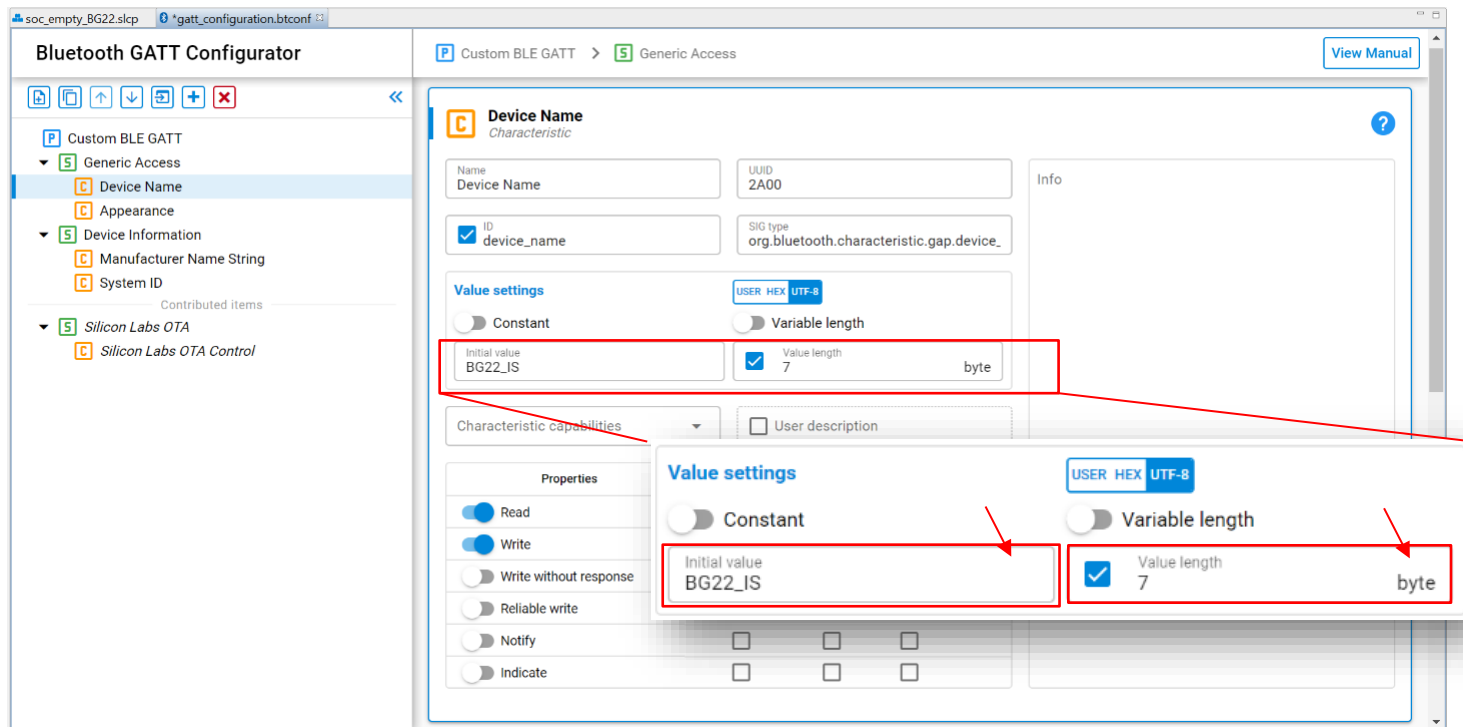 soc_empty_BG22.slcp *gatt_configuration.btconf
Bluetooth GATT Configurator
P Custom BLE GATT > S Generic Access
View Manual
P Custom BLE GATT
S Generic Access
C Device Name
C Appearance
S Device Information
C Manufacturer Name String
C System ID
Contributed items
S Silicon Labs OTA
C Silicon Labs OTA Control
C Device Name
Characteristic
?
Name
Device Name
UUID
2A00
Info
ID
device_name
SIG type
org.bluetooth.characteristic.gap.device_
Value settings
USER HEX UTF-8
Constant
Variable length
Initial value
BG22_IS
Value length
7 byte
Characteristic capabilities
User description
Properties
Read
Write
Write without response
Reliable write
Notify
Indicate
Value settings
USER HEX UTF-8
Constant
Variable length
Initial value
BG22_IS
Value length
7 byte